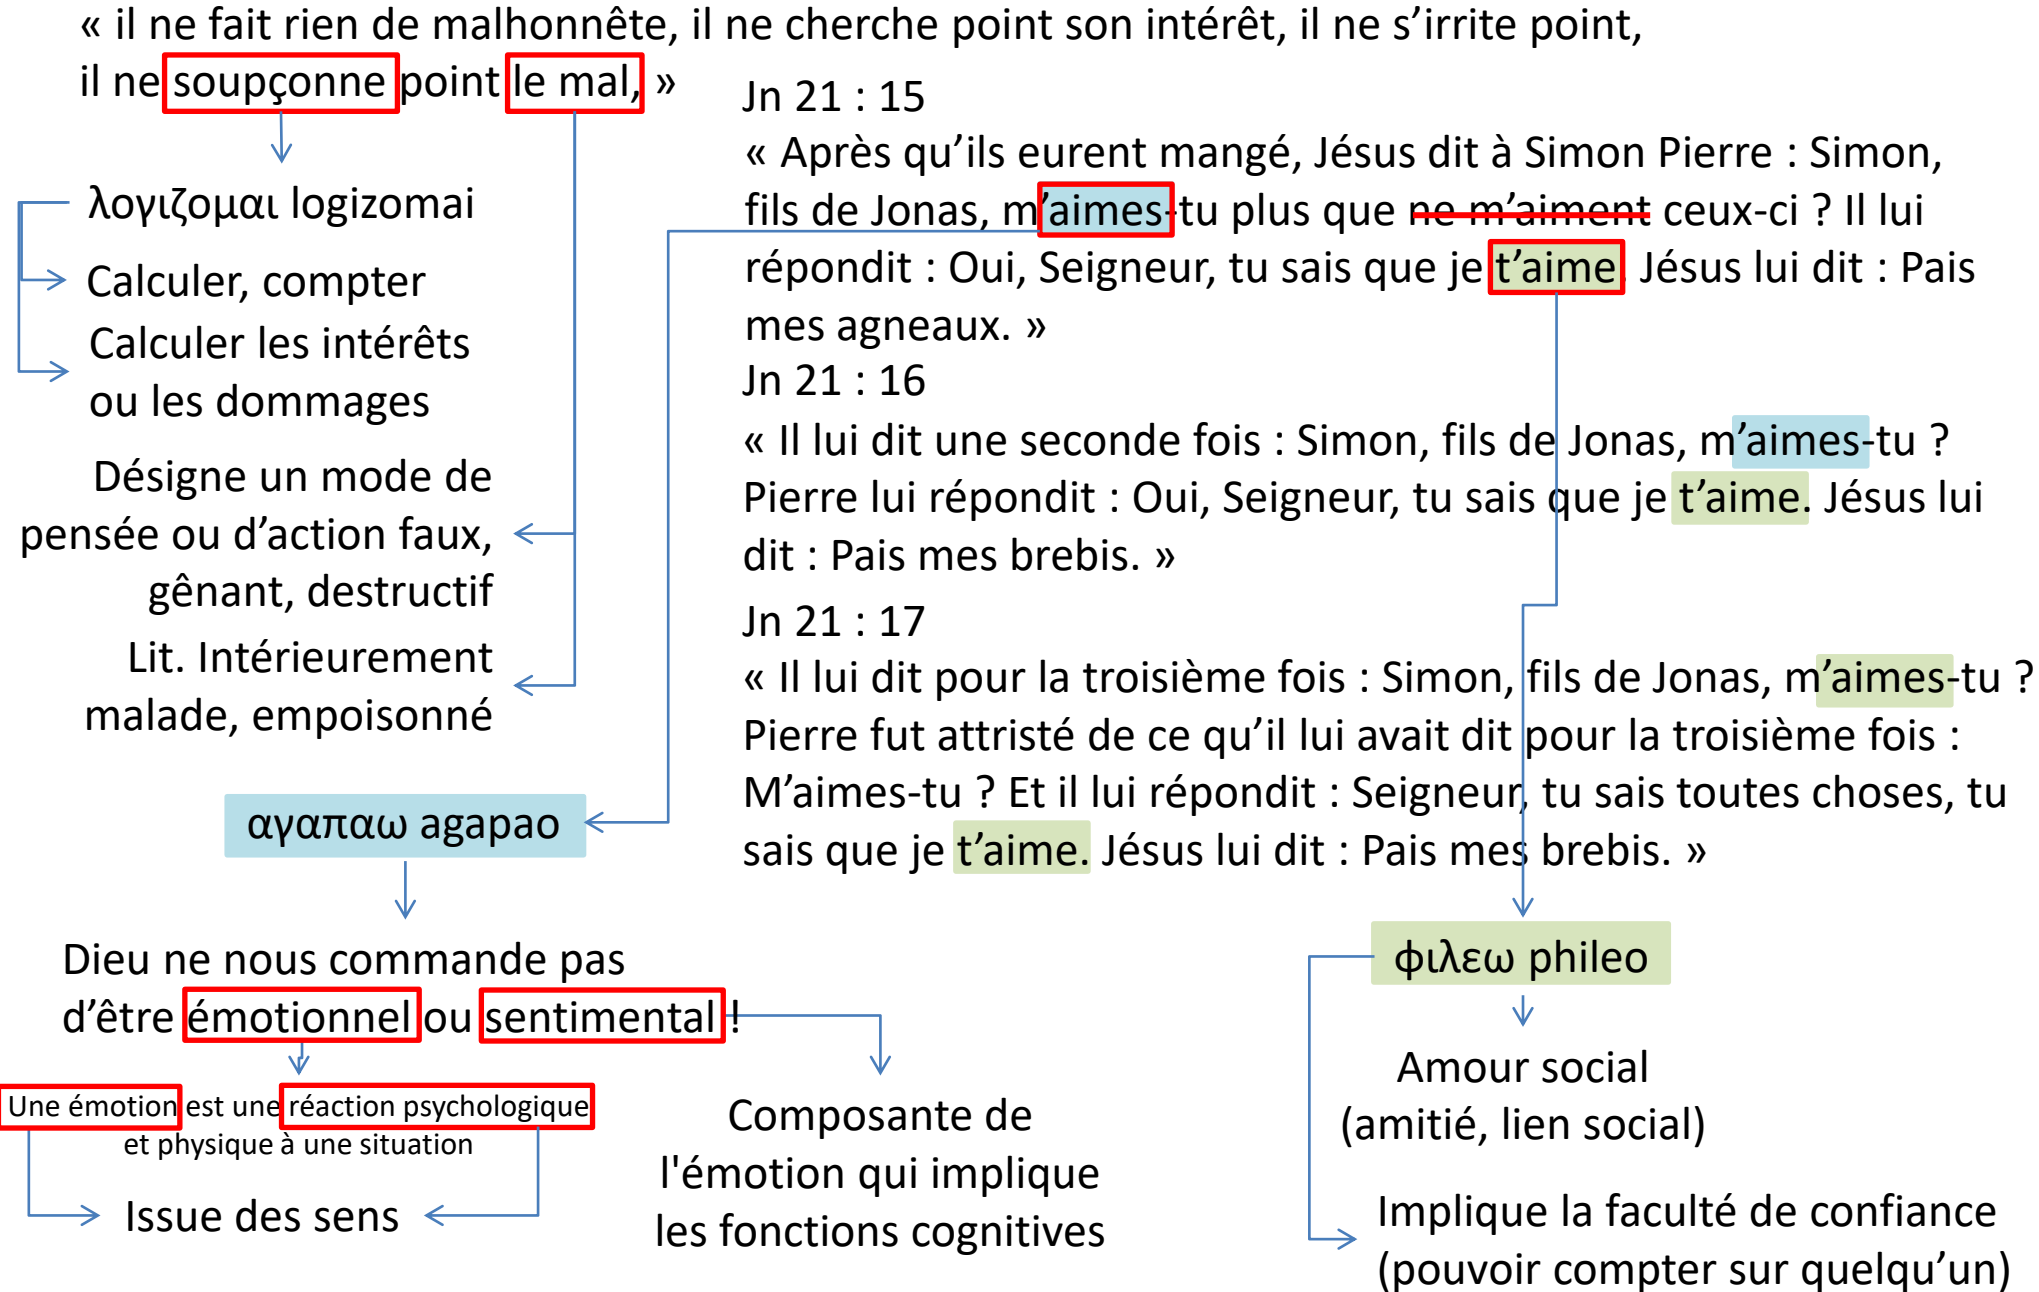 « il ne fait rien de malhonnête, il ne cherche point son intérêt, il ne s’irrite point,
il ne soupçonne point le mal, »
λογιζομαι logizomai
Calculer, compter
Calculer les intérêts
ou les dommages
Désigne un mode de
pensée ou d’action faux,
gênant, destructif
Lit. Intérieurement
malade, empoisonné
Jn 21 : 15
« Après qu’ils eurent mangé, Jésus dit à Simon Pierre : Simon,
fils de Jonas, m’aimes-tu plus que ne m’aiment ceux-ci ? Il lui
répondit : Oui, Seigneur, tu sais que je t’aime. Jésus lui dit : Pais
mes agneaux. »
Jn 21 : 16
« Il lui dit une seconde fois : Simon, fils de Jonas, m’aimes-tu ?
Pierre lui répondit : Oui, Seigneur, tu sais que je t’aime. Jésus lui
dit : Pais mes brebis. »
Jn 21 : 17
« Il lui dit pour la troisième fois : Simon, fils de Jonas, m’aimes-tu ?
Pierre fut attristé de ce qu’il lui avait dit pour la troisième fois :
M’aimes-tu ? Et il lui répondit : Seigneur, tu sais toutes choses, tu
sais que je t’aime. Jésus lui dit : Pais mes brebis. »
αγαπαω agapao
Dieu ne nous commande pas
d’être émotionnel ou sentimental !
Une émotion est une réaction psychologique
et physique à une situation
Issue des sens
Composante de
l'émotion qui implique
les fonctions cognitives
φιλεω phileo
Amour social
(amitié, lien social)
Implique la faculté de confiance
(pouvoir compter sur quelqu’un)